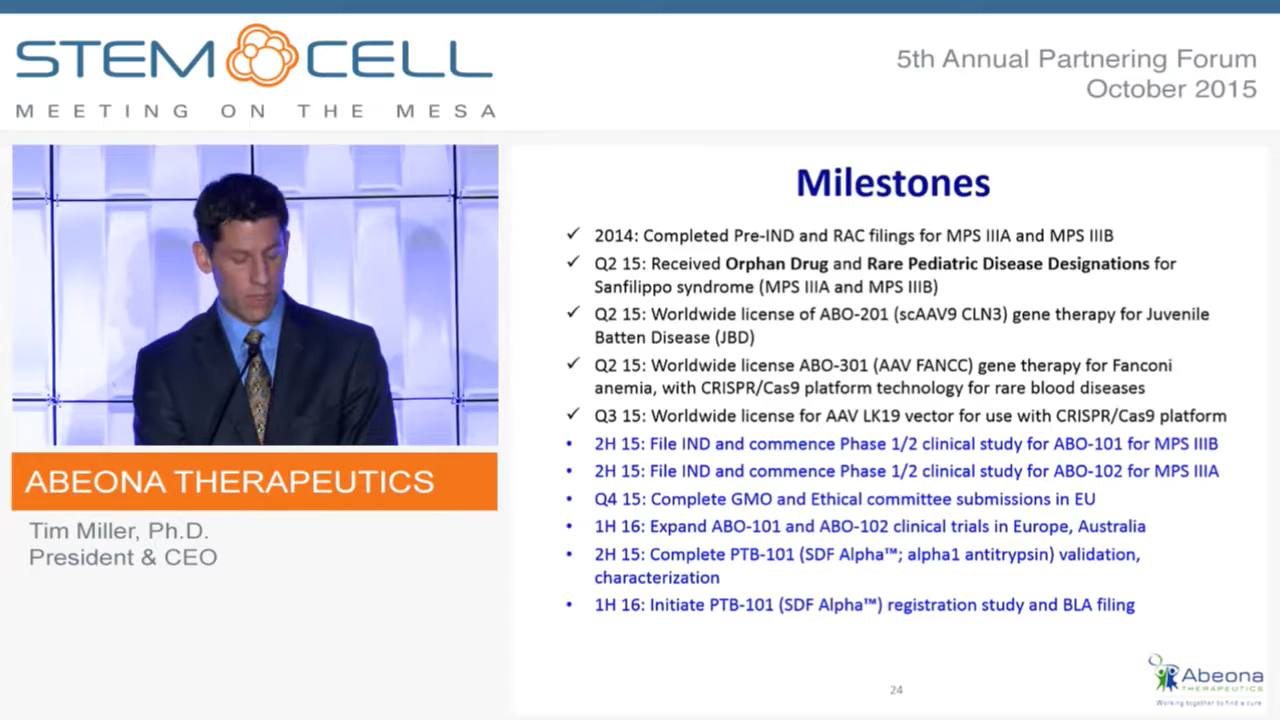 STEM CELL
MEETING ON THE MESA
5th Annual Partnering Forum
October 2015
ABEONA THERAPEUTICS
Tim Miller, Ph.D.
President & CEO
Milestones
✓ 2014: Completed Pre-IND and RAC filings for MPS IIIA and MPS IIIB
✓ Q2 15: Received Orphan Drug and Rare Pediatric Disease Designations for
Sanfilippo syndrome (MPS IIIA and MPS IIIB)
✓ Q2 15: Worldwide license of ABO-201 (scAAV9 CLN3) gene therapy for Juvenile
Batten Disease (JBD)
✓ Q2 15: Worldwide license ABO-301 (AAV FANCC) gene therapy for Fanconi
anemia, with CRISPR/Cas9 platform technology for rare blood diseases
✓ Q3 15: Worldwide license for AAV LK19 vector for use with CRISPR/Cas9 platform
• 2H 15: File IND and commence Phase 1/2 clinical study for ABO-101 for MPS IIIB
• 2H 15: File IND and commence Phase 1/2 clinical study for ABO-102 for MPS IIIA
• Q4 15: Complete GMO and Ethical committee submissions in EU
• 1H 16: Expand ABO-101 and ABO-102 clinical trials in Europe, Australia
• 2H 15: Complete PTB-101 (SDF Alpha™; alpha1 antitrypsin) validation,
characterization
• 1H 16: Initiate PTB-101 (SDF Alpha™) registration study and BLA filing
24
Abeona
THERAPEUTICS
Working together to find a cure